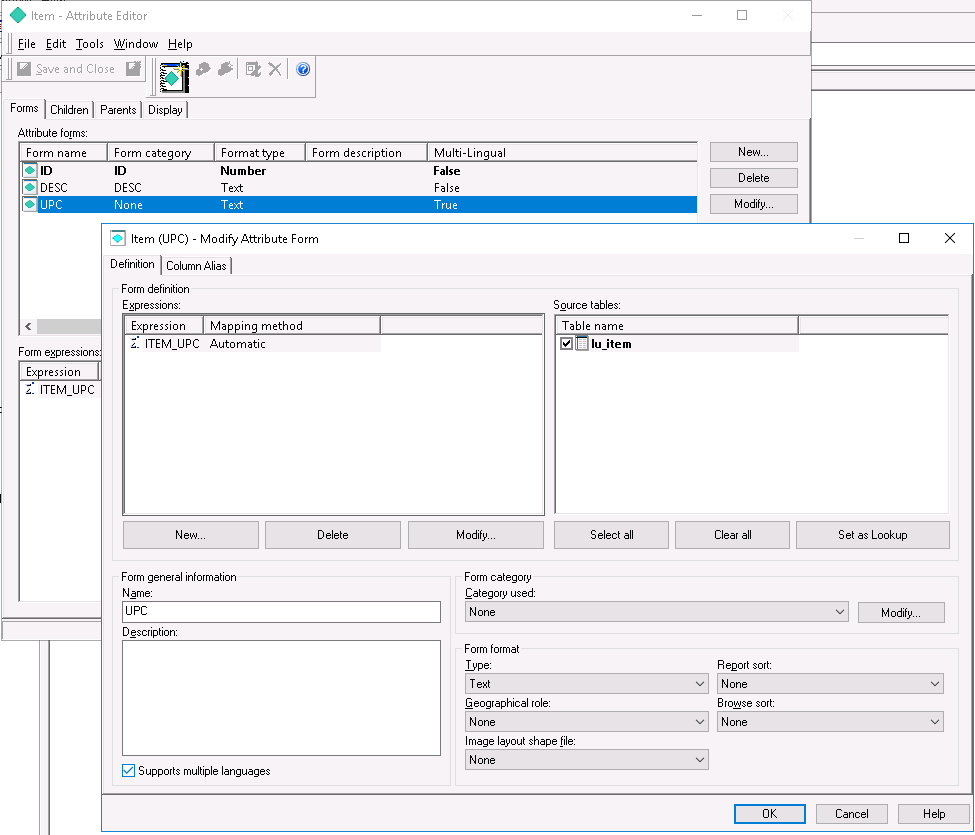 Item - Attribute Editor
File Edit Tools Window Help
Save and Close
Forms Children Parents Display
Attribute forms:
Form name Form category Format type Form description Multi-Lingual
ID ID Number False
DESC DESC Text False
UPC None Text True
New...
Delete
Modify...
Form expressions:
Expression
ITEM_UPC
Item (UPC) - Modify Attribute Form
Definition Column Alias
Form definition
Expressions:
Expression Mapping method
ITEM_UPC Automatic
New... Delete Modify...
Source tables:
Table name
lu_item
Select all Clear all Set as Lookup
Form general information
Name:
UPC
Description:
Supports multiple languages
Form category
Category used:
None Modify...
Form format
Type: Report sort:
Text None
Geographical role: Browse sort:
None None
Image layout shape file:
None
OK Cancel Help